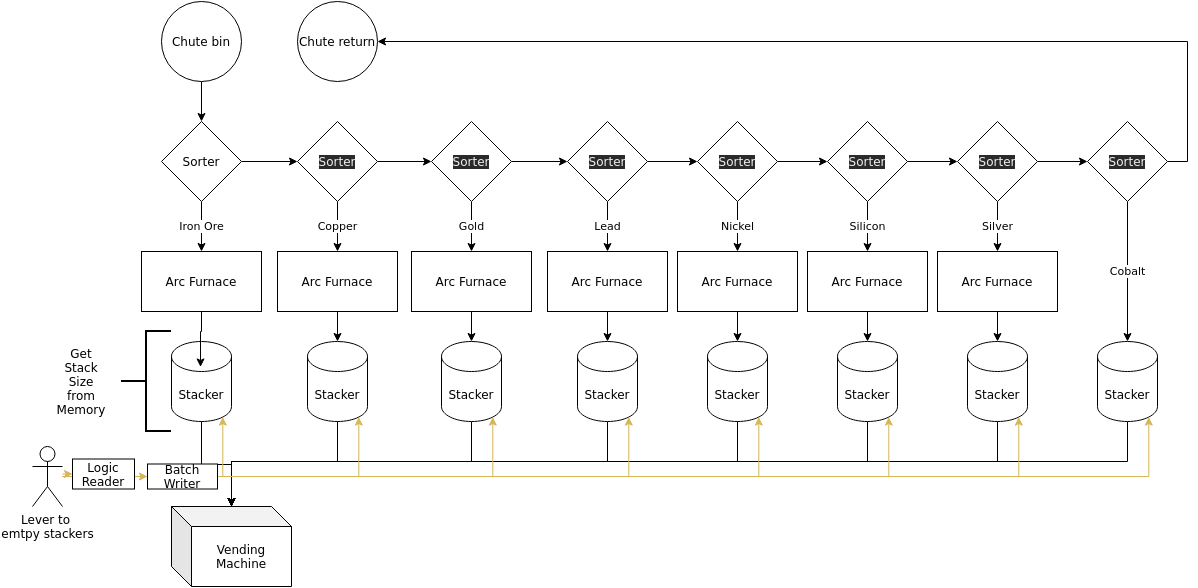 Chute bin
Chute return
Sorter
Sorter
Sorter
Sorter
Sorter
Sorter
Sorter
Sorter
Iron Ore
Copper
Gold
Lead
Nickel
Silicon
Silver
Cobalt
Arc Furnace
Arc Furnace
Arc Furnace
Arc Furnace
Arc Furnace
Arc Furnace
Arc Furnace
Get
Stack
Size
from
Memory
Stacker
Stacker
Stacker
Stacker
Stacker
Stacker
Stacker
Stacker
Logic
Reader
Batch
Writer
Lever to
emtpy stackers
Vending
Machine